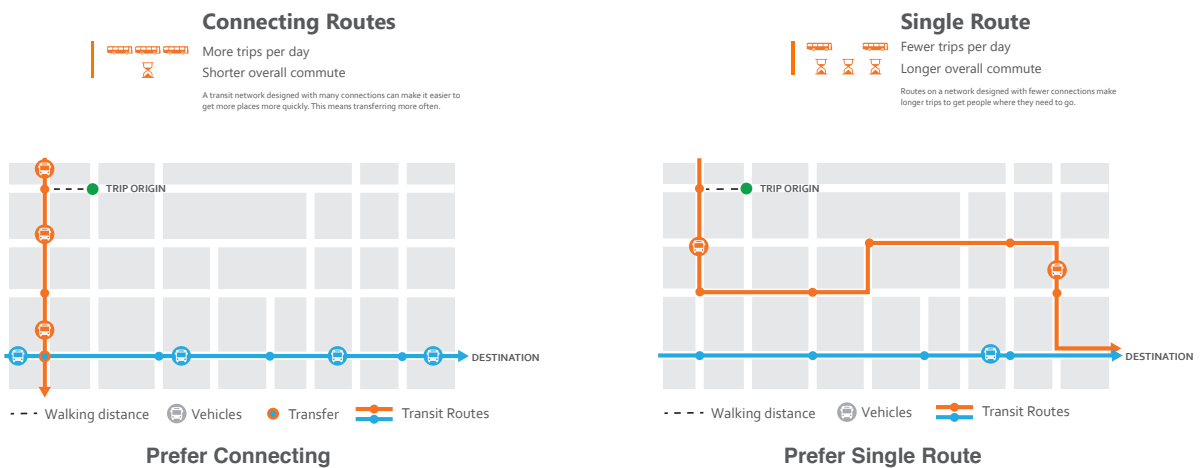 Connecting Routes
More trips per day
Shorter overall commute
A transit network designed with many connections can make it easier to
get more places more quickly. This means transferring more often.
TRIP ORIGIN
DESTINATION
Walking distance
Vehicles
Transfer
Transit Routes
Prefer Connecting
Single Route
Fewer trips per day
Longer overall commute
Routes on a network designed with fewer connections make
longer trips to get people where they need to go.
TRIP ORIGIN
DESTINATION
Walking distance
Vehicles
Transit Routes
Prefer Single Route